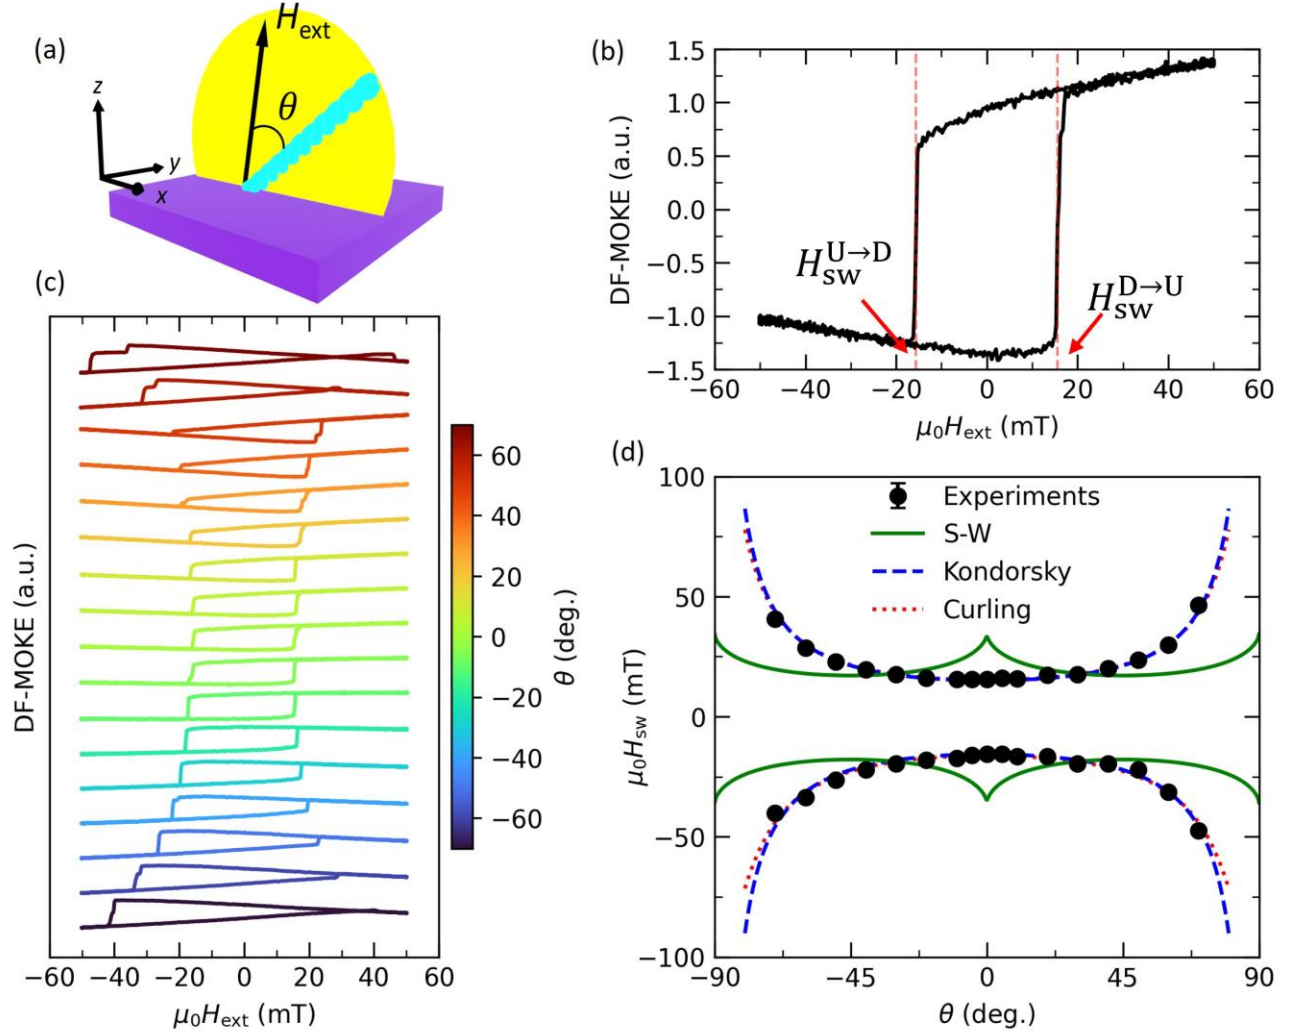 (a)
H_ext
θ
z
y
x
(b)
DF-MOKE (a.u.)
1.5
1.0
0.5
0.0
−0.5
−1.0
−1.5
H_sw^U→D
H_sw^D→U
−60 −40 −20 0 20 40 60
μ₀H_ext (mT)
(c)
DF-MOKE (a.u.)
−60 −40 −20 0 20 40 60
μ₀H_ext (mT)
60
40
20
0
−20
−40
−60
θ (deg.)
(d)
μ₀H_sw (mT)
100
50
0
−50
−100
Experiments
S-W
Kondorsky
Curling
−90 −45 0 45 90
θ (deg.)